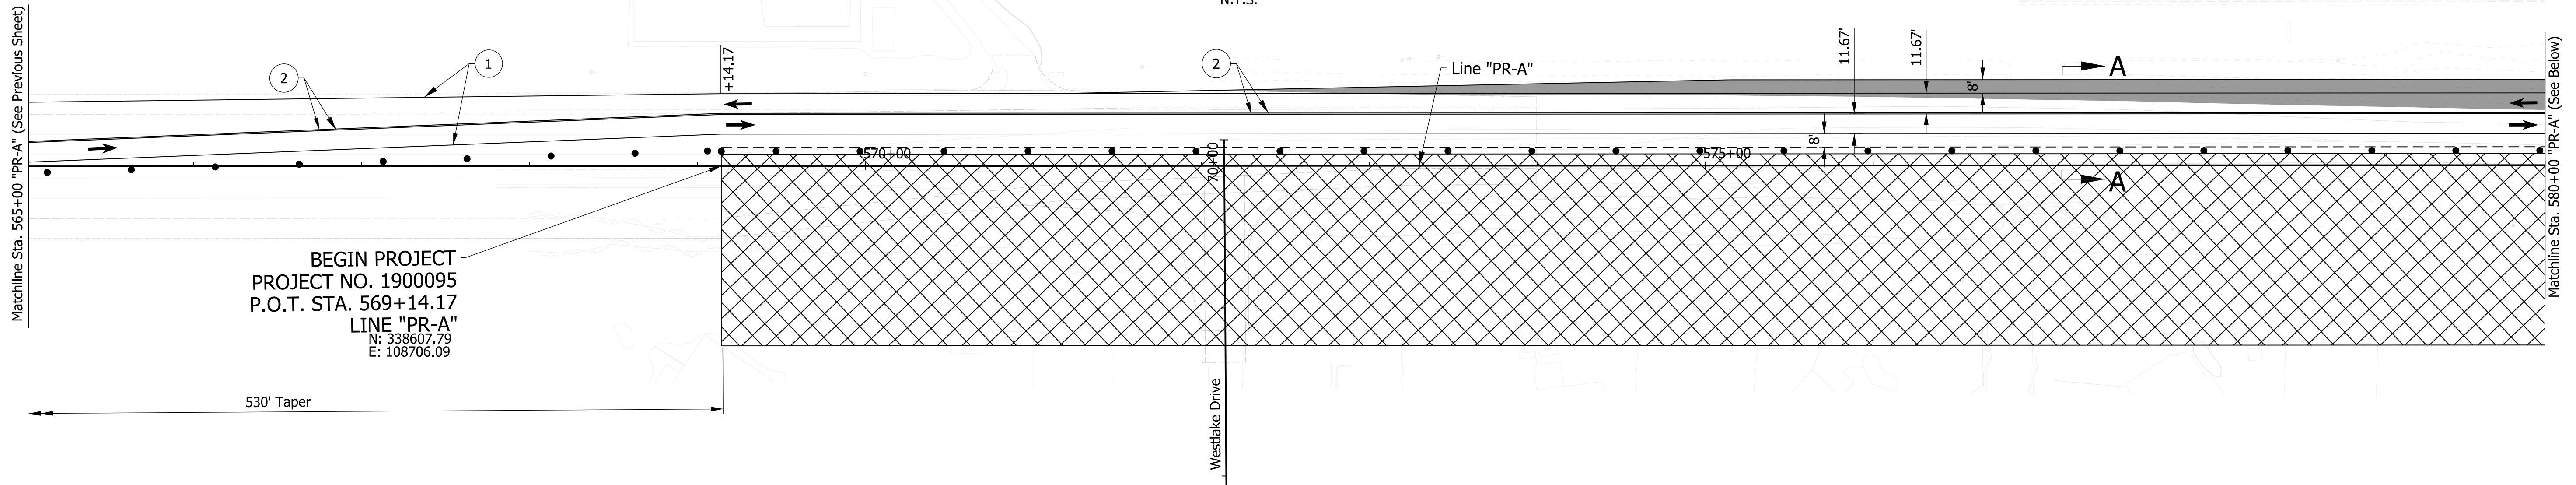 N.T.S.
Matchline Sta. 565+00 "PR-A" (See Previous Sheet)
2
1
+14.17
2
Line "PR-A"
11.67'
11.67'
8'
A
Matchline Sta. 580+00 "PR-A" (See Below)
570+00
70+00
575+00
8'
A
BEGIN PROJECT
PROJECT NO. 1900095
P.O.T. STA. 569+14.17
LINE "PR-A"
N: 338607.79
E: 108706.09
530' Taper
Westlake Drive